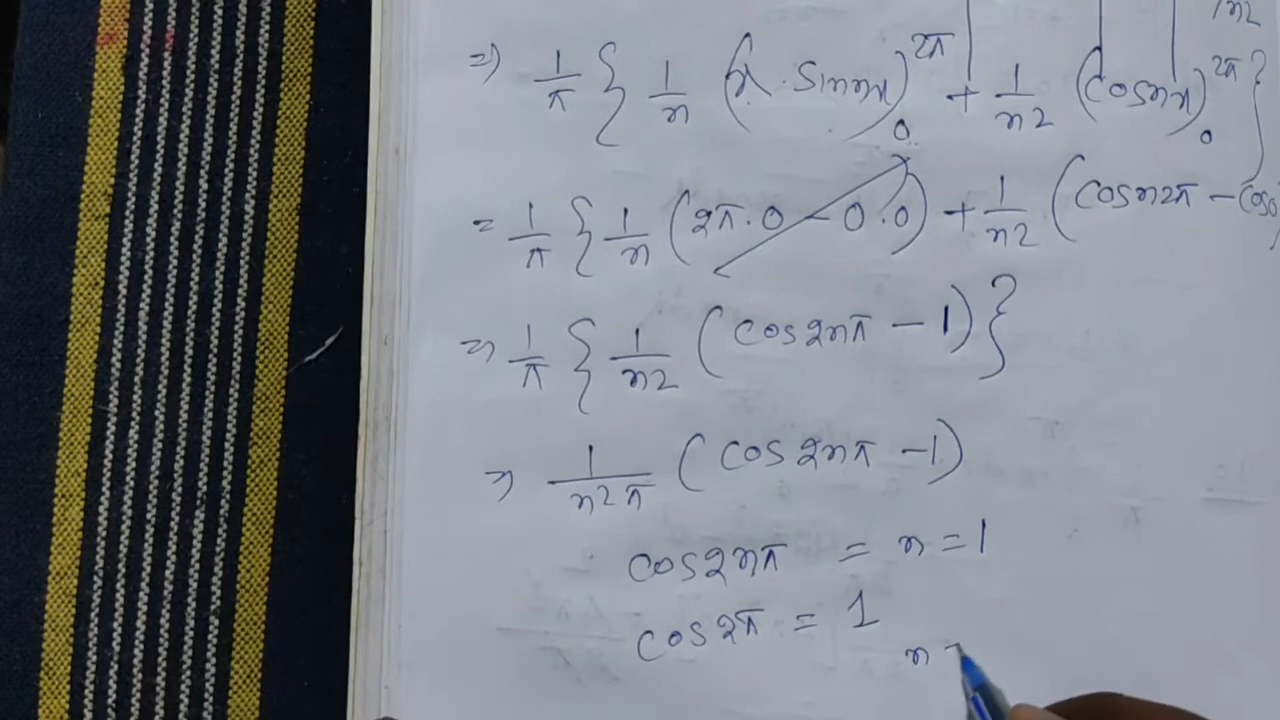 /n2
=) 1/π { 1/n (x · sin nx)₀^2π + 1/n2 (cos nx)₀^2π }
= 1/π { 1/n (2π · 0 − 0 · 0) + 1/n2 (cos n2π − cos0)
=) 1/π { 1/n2 (cos 2nπ − 1) }
=) 1/n2π (cos 2nπ − 1)
cos 2nπ = n = 1
cos 2π = 1
n =